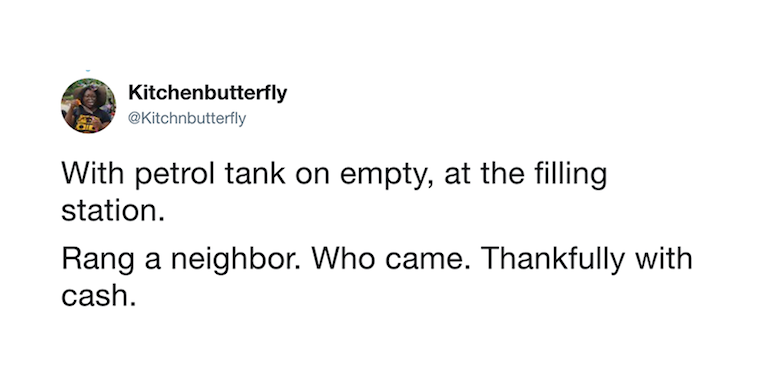 Kitchenbutterfly
@Kitchnbutterfly
With petrol tank on empty, at the filling
station.
Rang a neighbor. Who came. Thankfully with
cash.